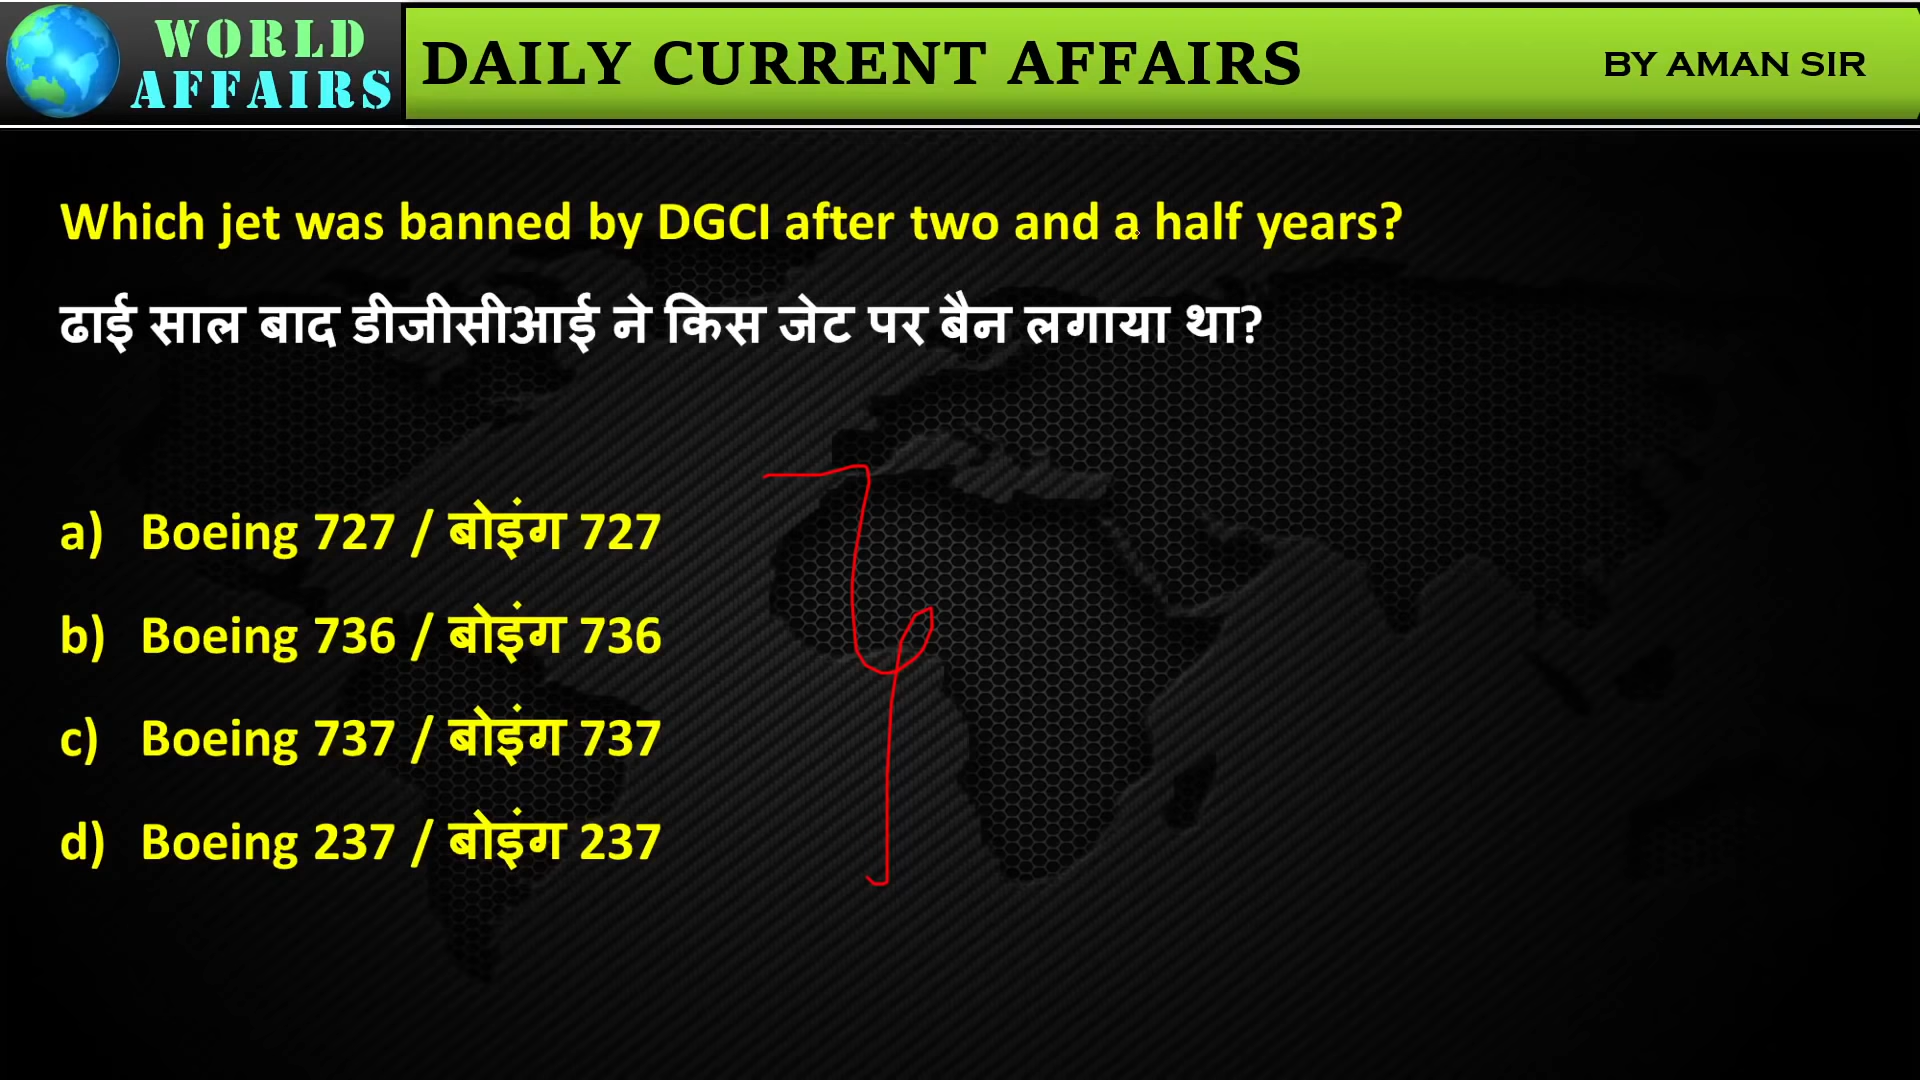 WORLD
AFFAIRS
DAILY CURRENT AFFAIRS
BY AMAN SIR
Which jet was banned by DGCI after two and a half years?
ढाई साल बाद डीजीसीआई ने किस जेट पर बैन लगाया था?
a) Boeing 727 / बोइंग 727
b) Boeing 736 / बोइंग 736
c) Boeing 737 / बोइंग 737
d) Boeing 237 / बोइंग 237